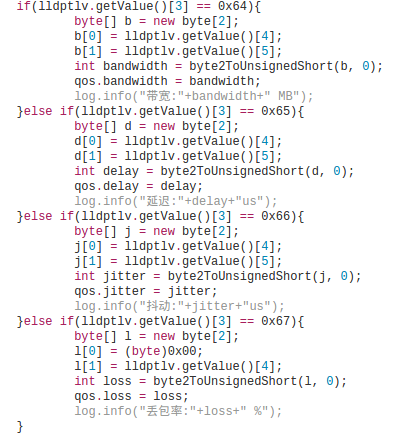 if(lldptlv.getValue()[3] == 0x64){
        byte[] b = new byte[2];
        b[0] = lldptlv.getValue()[4];
        b[1] = lldptlv.getValue()[5];
        int bandwidth = byte2ToUnsignedShort(b, 0);
        qos.bandwidth = bandwidth;
        log.info("带宽:"+bandwidth+" MB");
}else if(lldptlv.getValue()[3] == 0x65){
        byte[] d = new byte[2];
        d[0] = lldptlv.getValue()[4];
        d[1] = lldptlv.getValue()[5];
        int delay = byte2ToUnsignedShort(d, 0);
        qos.delay = delay;
        log.info("延迟:"+delay+"us");
}else if(lldptlv.getValue()[3] == 0x66){
        byte[] j = new byte[2];
        j[0] = lldptlv.getValue()[4];
        j[1] = lldptlv.getValue()[5];
        int jitter = byte2ToUnsignedShort(j, 0);
        qos.jitter = jitter;
        log.info("抖动:"+jitter+"us");
}else if(lldptlv.getValue()[3] == 0x67){
        byte[] l = new byte[2];
        l[0] = (byte)0x00;
        l[1] = lldptlv.getValue()[4];
        int loss = byte2ToUnsignedShort(l, 0);
        qos.loss = loss;
        log.info("丢包率:"+loss+" %");
}